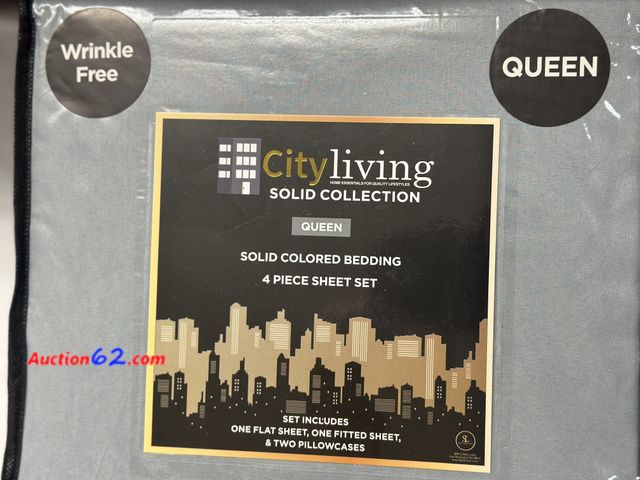 Wrinkle
Free
QUEEN
Cityliving
HOME ESSENTIALS FOR QUALITY LIFESTYLES
SOLID COLLECTION
QUEEN
SOLID COLORED BEDDING
4 PIECE SHEET SET
Auction62.com
SET INCLUDES
ONE FLAT SHEET, ONE FITTED SHEET,
& TWO PILLOWCASES
SL